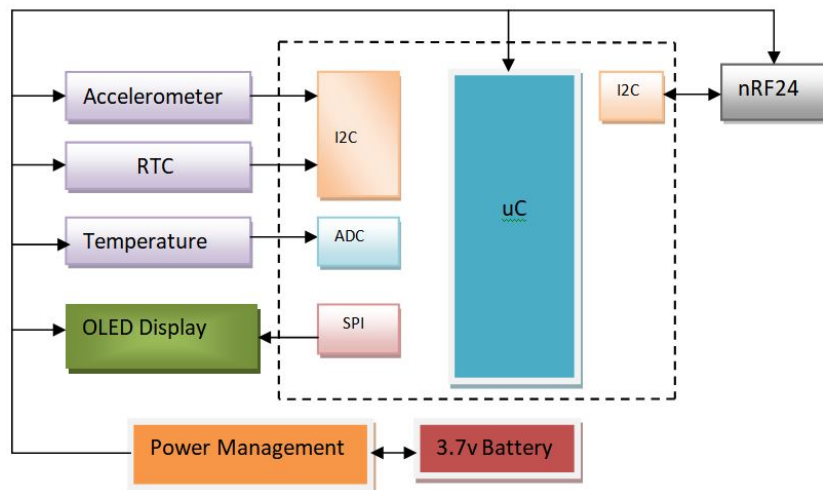 Accelerometer
I2C
I2C
nRF24
RTC
uC
Temperature
ADC
OLED Display
SPI
Power Management
3.7v Battery